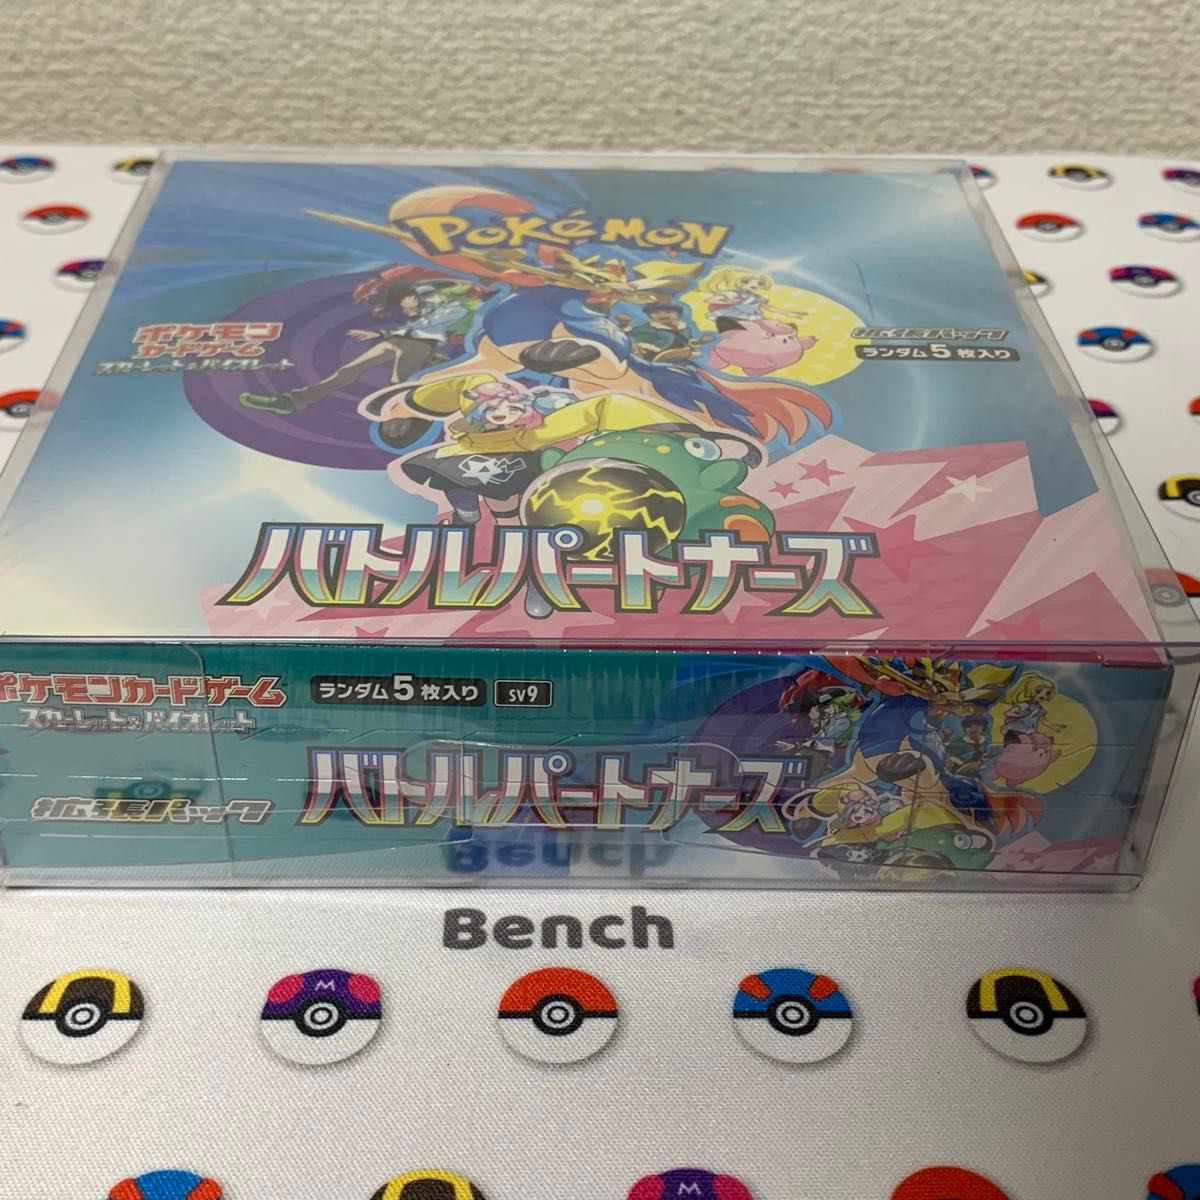 POKÉMON
ポケモン
カードゲーム
スカーレット&バイオレット
拡張パック
ランダム5枚入り
バトルパートナーズ
ポケモンカードゲーム
スカーレット&バイオレット
ランダム5枚入り
sv9
拡張パック
バトルパートナーズ
Bench
M
M